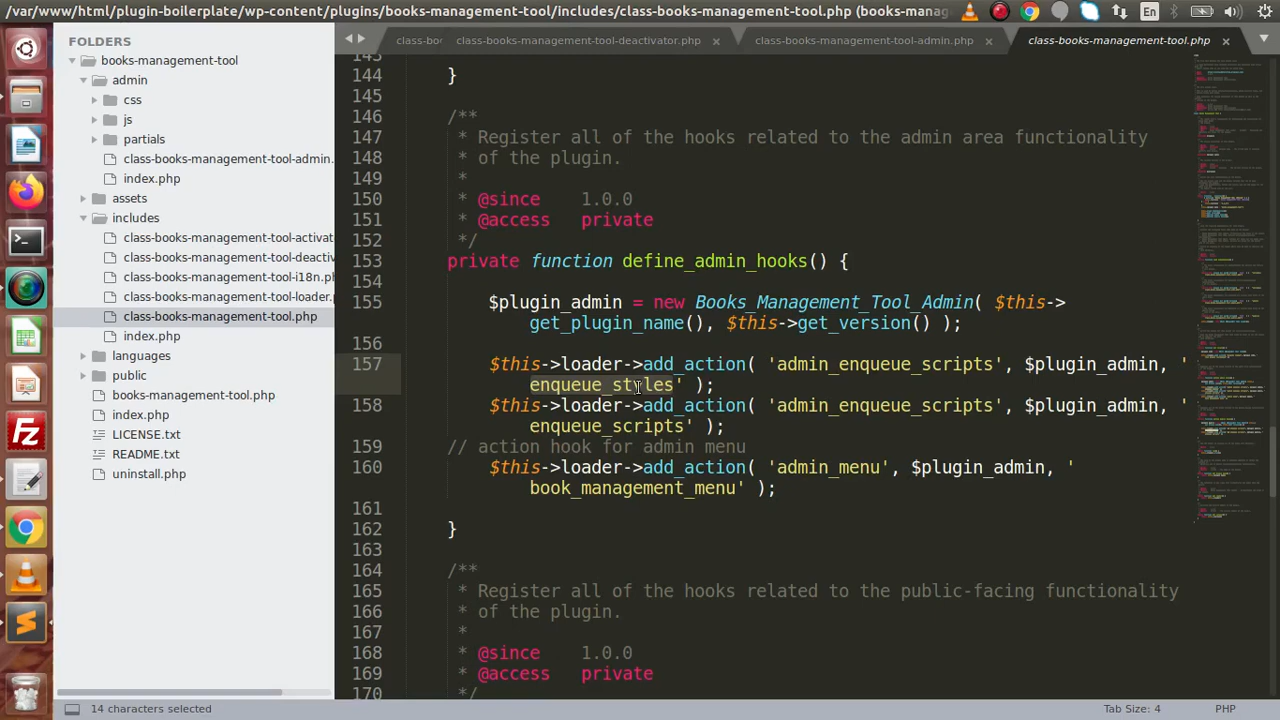 /var/www/html/plugin-boilerplate/wp-content/plugins/books-management-tool/includes/class-books-management-tool.php (books-manag
En
FOLDERS
books-management-tool
admin
css
js
partials
class-books-management-tool-admin.
index.php
assets
includes
class-books-management-tool-activat
class-books-management-tool-deactiv
class-books-management-tool-i18n.ph
class-books-management-tool-loader.
class-books-management-tool.php
index.php
languages
public
books-management-tool.php
index.php
LICENSE.txt
README.txt
uninstall.php
class-boo
class-books-management-tool-deactivator.php
class-books-management-tool-admin.php
class-books-management-tool.php
143
144 }
145
146 /**
147 * Register all of the hooks related to the admin area functionality
148 * of the plugin.
149 *
150 * @since 1.0.0
151 * @access private
152 */
153 private function define_admin_hooks() {
154
155 $plugin_admin = new Books_Management_Tool_Admin( $this->
get_plugin_name(), $this->get_version() );
156
157 $this->loader->add_action( 'admin_enqueue_scripts', $plugin_admin, '
enqueue_styles' );
158 $this->loader->add_action( 'admin_enqueue_scripts', $plugin_admin, '
enqueue_scripts' );
159 // action hook for admin menu
160 $this->loader->add_action( 'admin_menu', $plugin_admin, '
book_management_menu' );
161
162 }
163
164 /**
165 * Register all of the hooks related to the public-facing functionality
166 * of the plugin.
167 *
168 * @since 1.0.0
169 * @access private
170 */
14 characters selected
Tab Size: 4
PHP